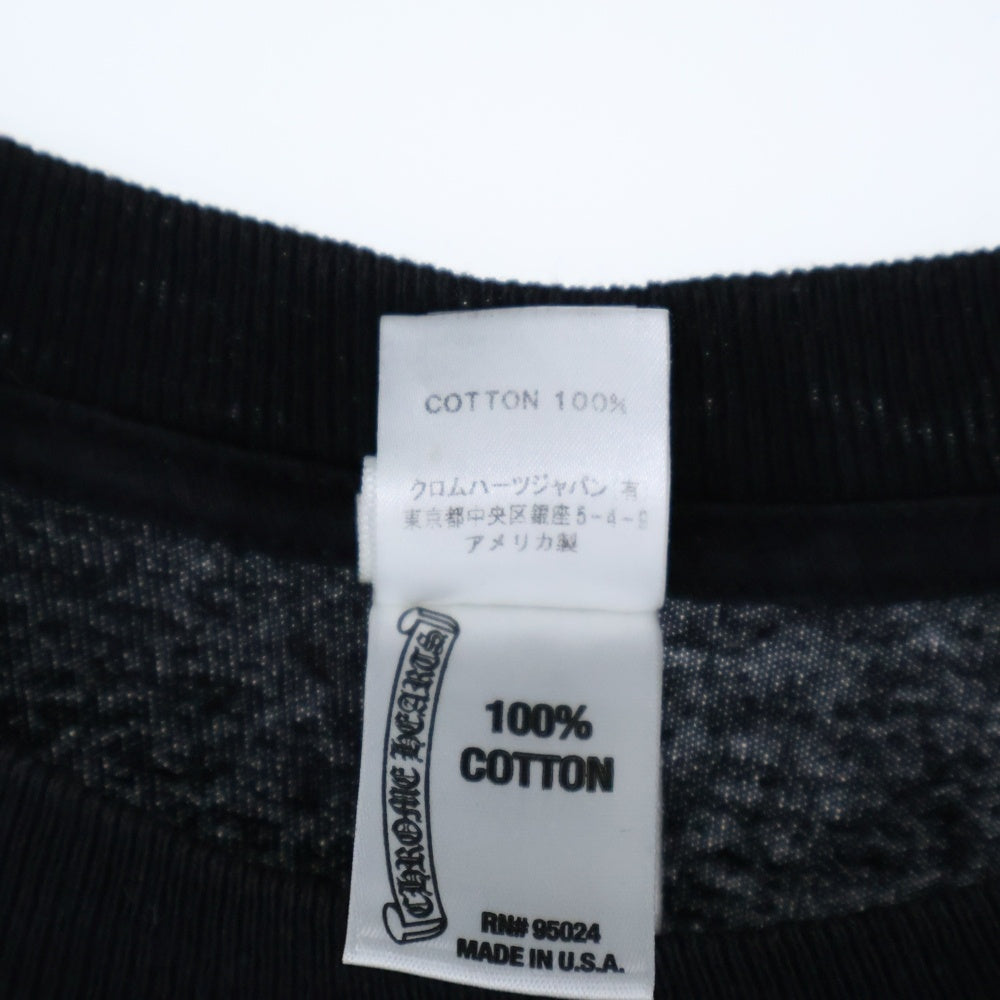 COTTON 100%
クロムハーツジャパン 有
東京都中央区銀座5-4-9
アメリカ製
CHROME HEARTS
100%
COTTON
RN# 95024
MADE IN U.S.A.